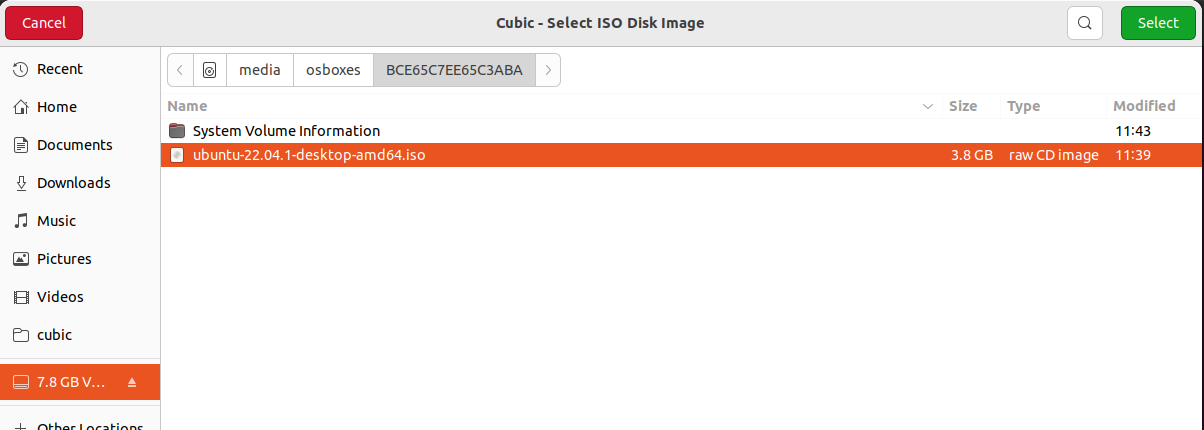 Cancel Cubic - Select ISO Disk Image Select
Recent media osboxes BCE65C7EE65C3ABA
Home Name Size Type Modified
System Volume Information 11:43
Documents ubuntu-22.04.1-desktop-amd64.iso 3.8 GB raw CD image 11:39
Downloads
Music
Pictures
Videos
cubic
7.8 GB V...
Other Locations